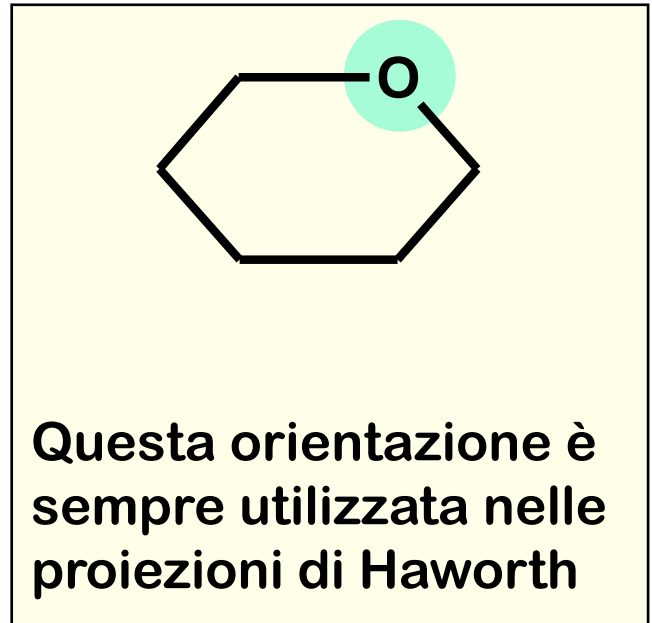 O
Questa orientazione è
sempre utilizzata nelle
proiezioni di Haworth